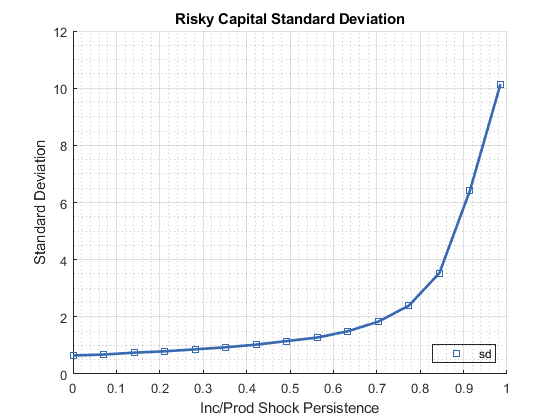 Risky Capital Standard Deviation
12
10
8
6
4
2
0
Standard Deviation
sd
0 0.1 0.2 0.3 0.4 0.5 0.6 0.7 0.8 0.9 1
Inc/Prod Shock Persistence